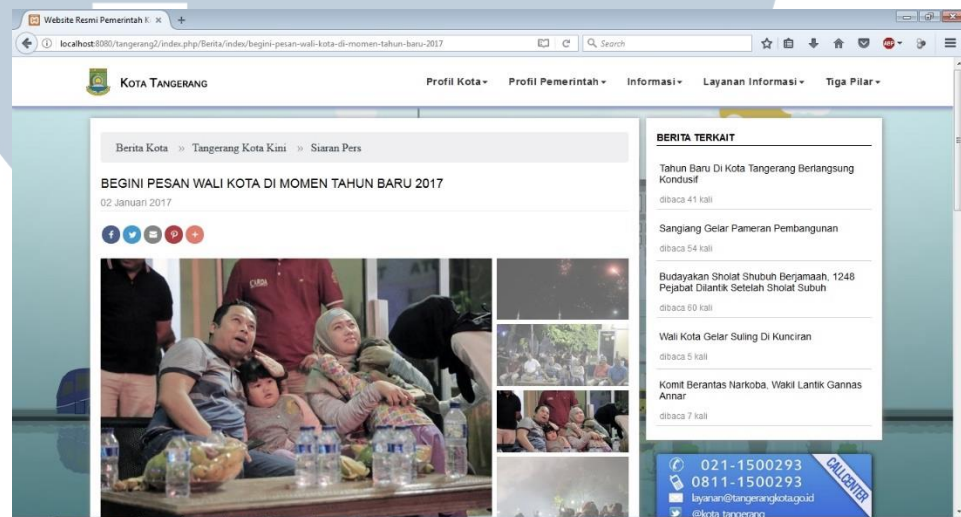 Website Resmi Pemerintah K
localhost:8080/tangerang2/index.php/Berita/index/begini-pesan-wali-kota-di-momen-tahun-baru-2017
Search
ABP
KOTA TANGERANG
Profil Kota
Profil Pemerintah
Informasi
Layanan Informasi
Tiga Pilar
Berita Kota » Tangerang Kota Kini » Siaran Pers
BEGINI PESAN WALI KOTA DI MOMEN TAHUN BARU 2017
02 Januari 2017
BERITA TERKAIT
Tahun Baru Di Kota Tangerang Berlangsung
Kondusif
dibaca 41 kali
Sangiang Gelar Pameran Pembangunan
dibaca 54 kali
Budayakan Sholat Shubuh Berjamaah, 1248
Pejabat Dilantik Setelah Sholat Subuh
dibaca 60 kali
Wali Kota Gelar Suling Di Kunciran
dibaca 5 kali
Komit Berantas Narkoba, Wakil Lantik Gannas
Annar
dibaca 7 kali
021-1500293
0811-1500293
layanan@tangerangkota.go.id
@kota_tangerang
CALLCENTER